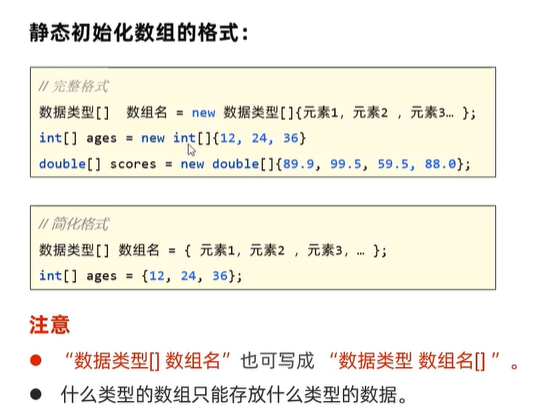 静态初始化数组的格式：
// 完整格式
数据类型[]  数组名 = new 数据类型[]{元素1, 元素2 , 元素3… };
int[] ages = new int[]{12, 24, 36}
double[] scores = new double[]{89.9, 99.5, 59.5, 88.0};
// 简化格式
数据类型[] 数组名 = { 元素1, 元素2 , 元素3, … };
int[] ages = {12, 24, 36};
注意
● “数据类型[] 数组名”也可写成 “数据类型 数组名[] ”。
● 什么类型的数组只能存放什么类型的数据。